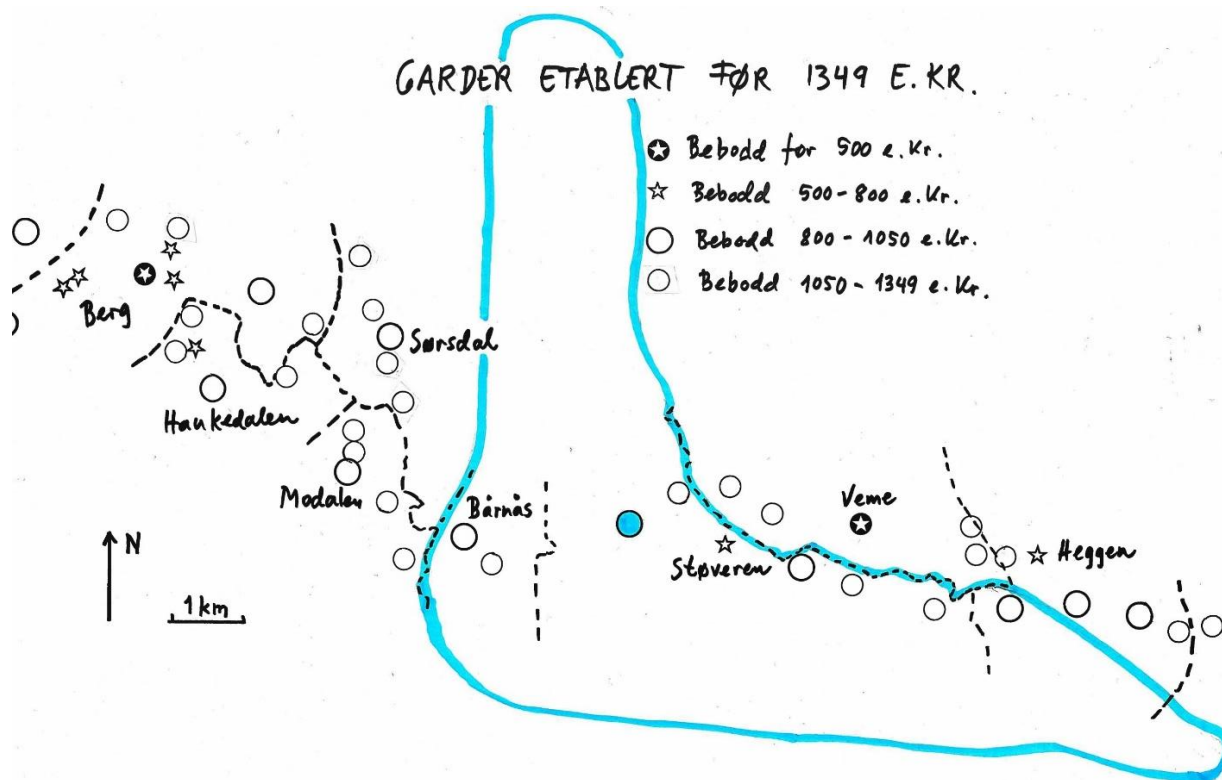 GARDER ETABLERT FØR 1349 E. KR.
Bebodd før 500 e. Kr.
Bebodd 500-800 e. Kr.
Bebodd 800-1050 e. Kr.
Bebodd 1050-1349 e. Kr.
Berg
Sørsdal
Haukedalen
Modalen
Bårnås
Veme
Støveren
Heggen
N
1 km